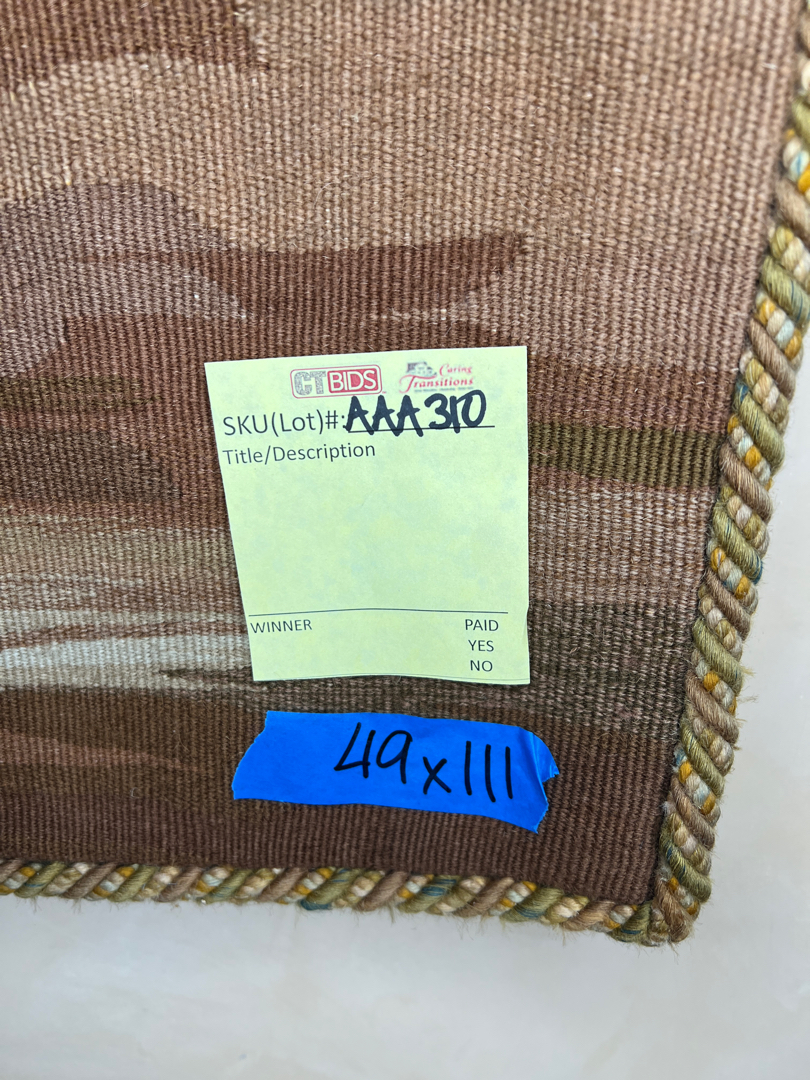 CTBIDS Caring Transitions
SKU(Lot)#: AAA310
Title/Description
WINNER PAID
YES
NO
49x111